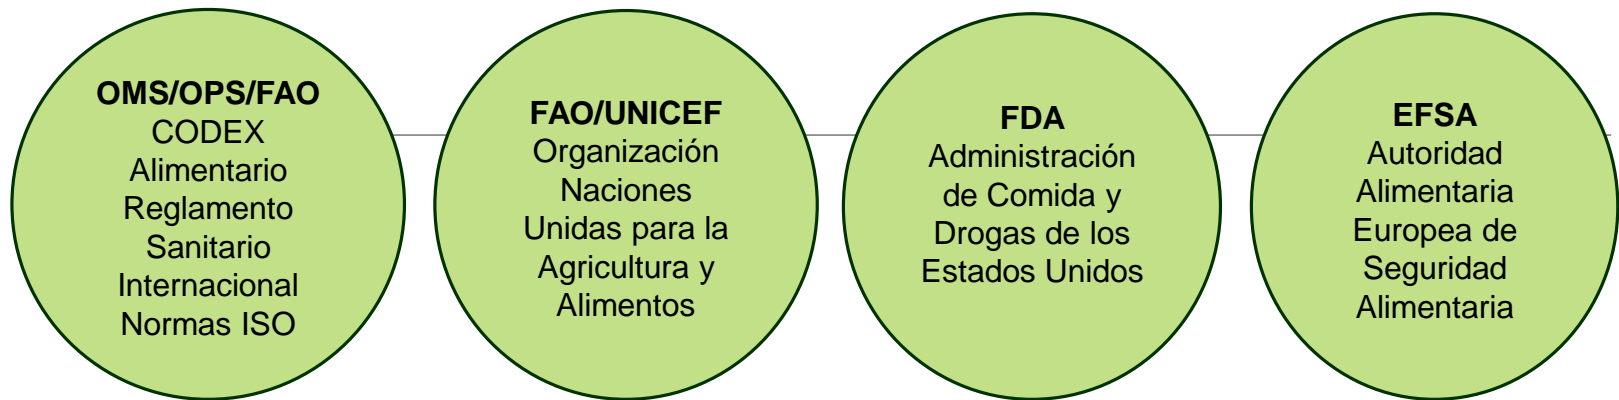 OMS/OPS/FAO
CODEX
Alimentario
Reglamento
Sanitario
Internacional
Normas ISO
FAO/UNICEF
Organización
Naciones
Unidas para la
Agricultura y
Alimentos
FDA
Administración
de Comida y
Drogas de los
Estados Unidos
EFSA
Autoridad
Alimentaria
Europea de
Seguridad
Alimentaria